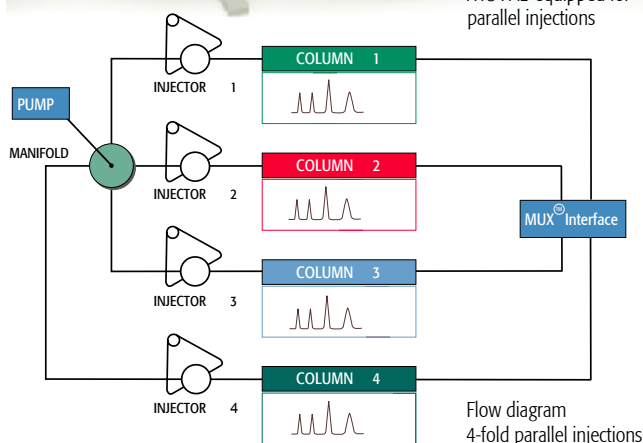 parallel injections
COLUMN 1
INJECTOR 1
PUMP
MANIFOLD
COLUMN 2
INJECTOR 2
MUX™ Interface
COLUMN 3
INJECTOR 3
COLUMN 4
INJECTOR 4
Flow diagram
4-fold parallel injections